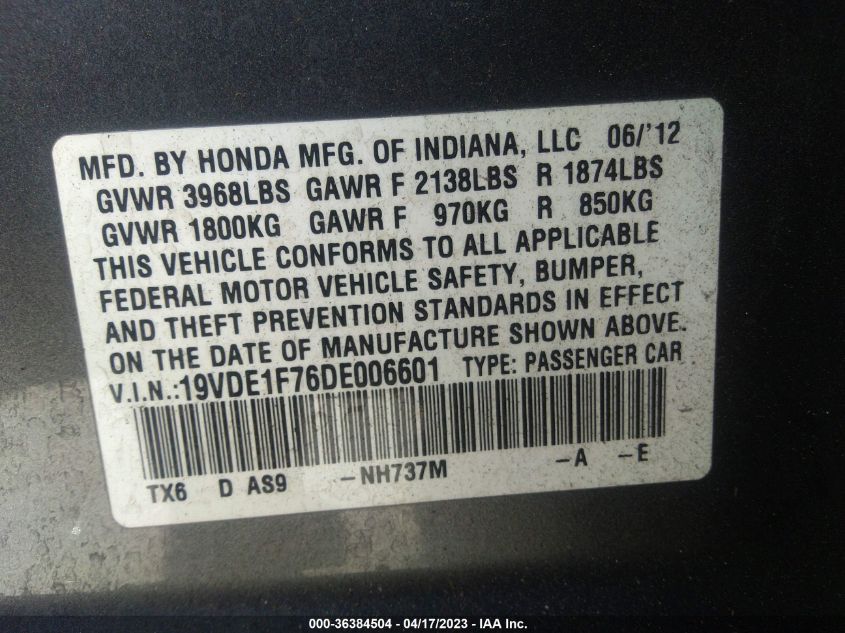 MFD. BY HONDA MFG. OF INDIANA, LLC 06/'12
GVWR 3968LBS GAWR F 2138LBS R 1874LBS
GVWR 1800KG GAWR F 970KG R 850KG
THIS VEHICLE CONFORMS TO ALL APPLICABLE
FEDERAL MOTOR VEHICLE SAFETY, BUMPER,
AND THEFT PREVENTION STANDARDS IN EFFECT
ON THE DATE OF MANUFACTURE SHOWN ABOVE.
V.I.N.:19VDE1F76DE006601 TYPE: PASSENGER CAR
TX6 D AS9 -NH737M -A -E
000-36384504 - 04/17/2023 - IAA Inc.